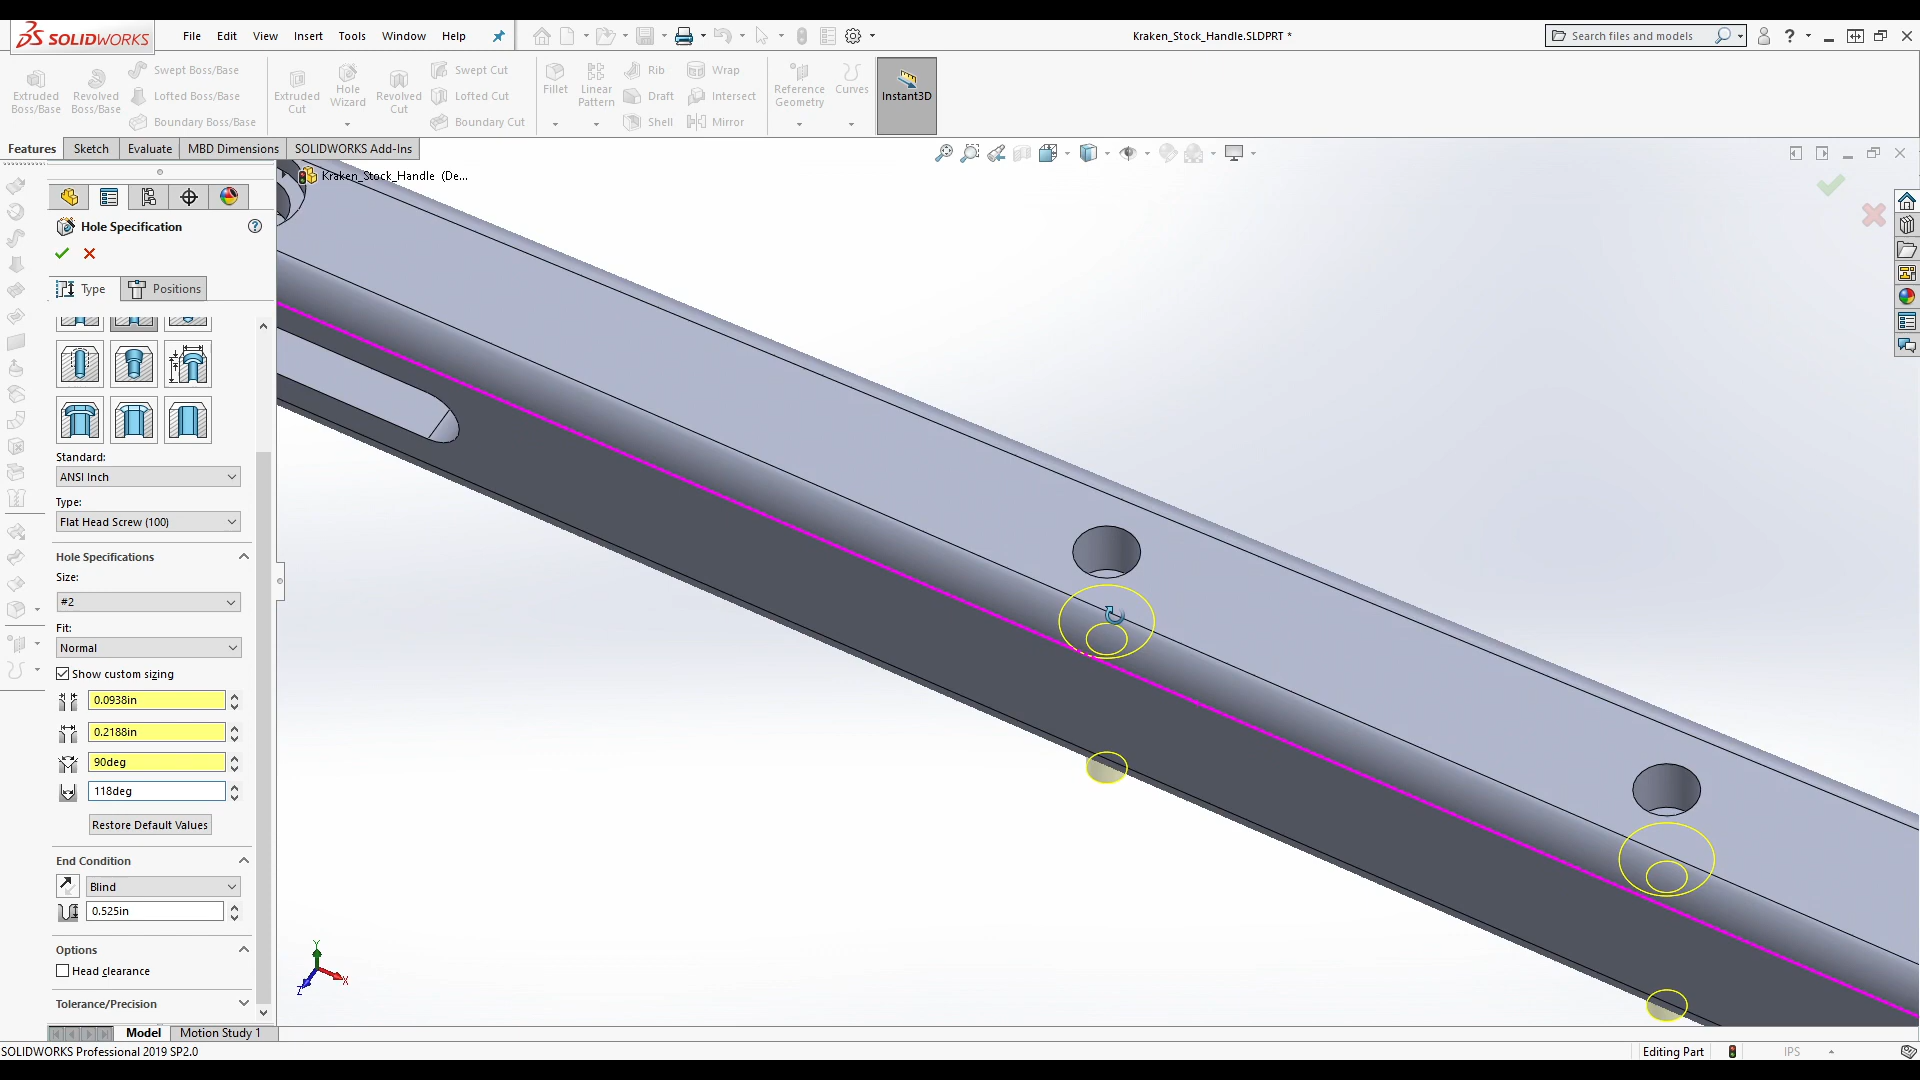 SOLIDWORKS File Edit View Insert Tools Window Help Kraken_Stock_Handle.SLDPRT * Search files and models ?
Extruded Boss/Base
Revolved Boss/Base
Swept Boss/Base
Lofted Boss/Base
Boundary Boss/Base
Extruded Cut
Hole Wizard
Revolved Cut
Swept Cut
Lofted Cut
Boundary Cut
Fillet
Linear Pattern
Rib
Draft
Shell
Wrap
Intersect
Mirror
Reference Geometry
Curves
Instant3D
Features Sketch Evaluate MBD Dimensions SOLIDWORKS Add-Ins
Kraken_Stock_Handle (De...
Hole Specification ?
Type Positions
Standard:
ANSI Inch
Type:
Flat Head Screw (100)
Hole Specifications
Size:
#2
Fit:
Normal
Show custom sizing
0.0938in
0.2188in
90deg
118deg
Restore Default Values
End Condition
Blind
0.525in
Options
Head clearance
Tolerance/Precision
Y
X
Z
Model Motion Study 1
SOLIDWORKS Professional 2019 SP2.0 Editing Part IPS